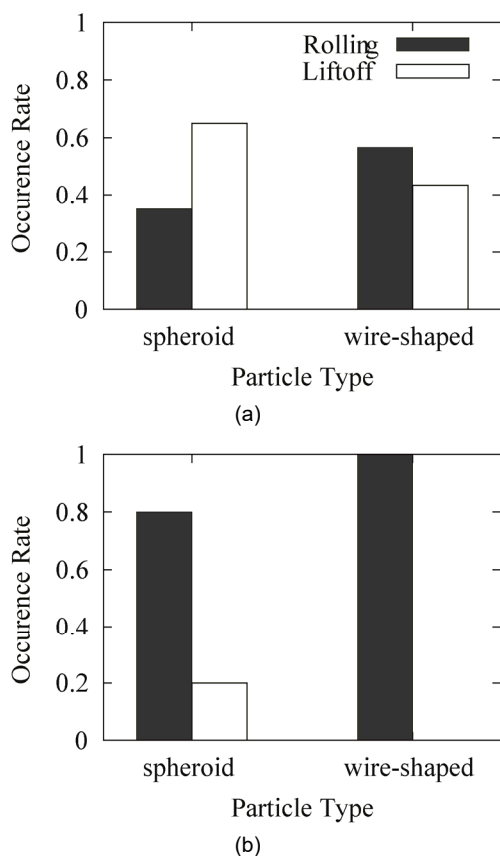 1
Rolling
Liftoff
0.8
0.6
0.4
0.2
0
Occurence Rate
spheroid wire-shaped
Particle Type
(a)
1
0.8
0.6
0.4
0.2
0
Occurence Rate
spheroid wire-shaped
Particle Type
(b)